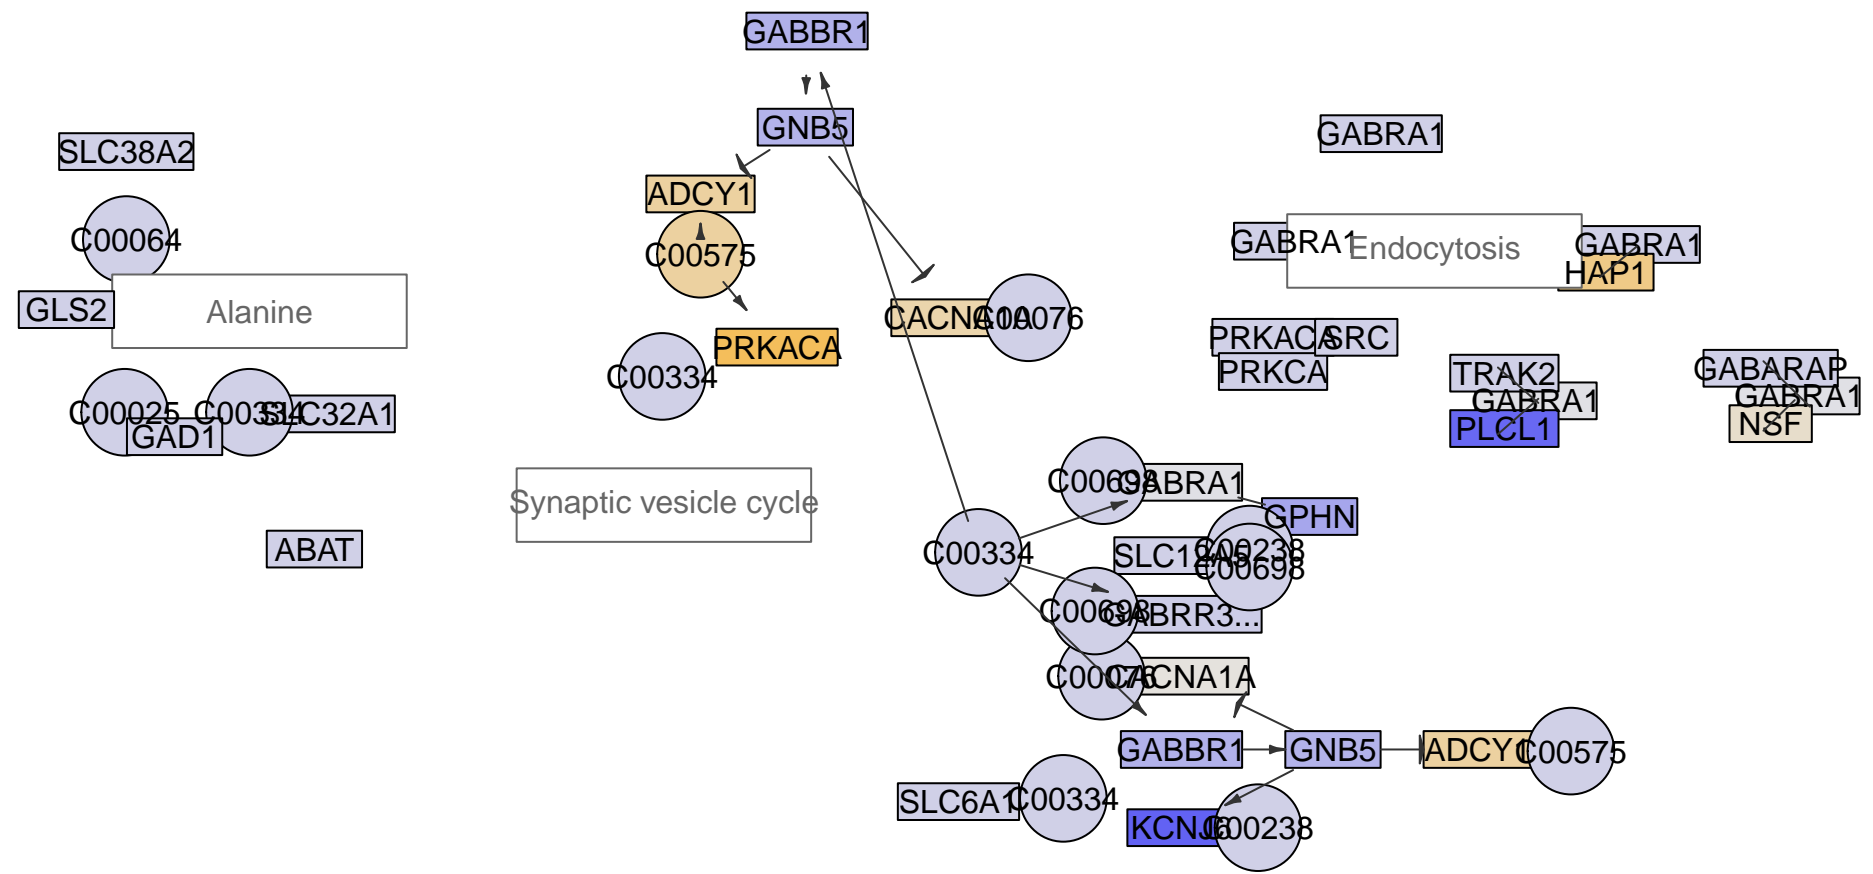 GABBR1
GNB5
GABRA1
SLC38A2
ADCY1
C00064
C00575
GABRA1
Endocytosis
GABRA1
HAP1
GLS2
Alanine
CACNA1A
C00076
PRKACA
C00334
PRKACA
SRC
PRKCA
TRAK2
GABRA1
PLCL1
GABARAP
GABRA1
NSF
C00025
C00334
SLC32A1
GAD1
Synaptic vesicle cycle
C00698
GABRA1
GPHN
ABAT
C00334
SLC12A5
C00238
C00698
C00698
GABRR3...
C00076
CACNA1A
GABBR1
GNB5
ADCY1
C00575
SLC6A1
C00334
KCNJ6
C00238